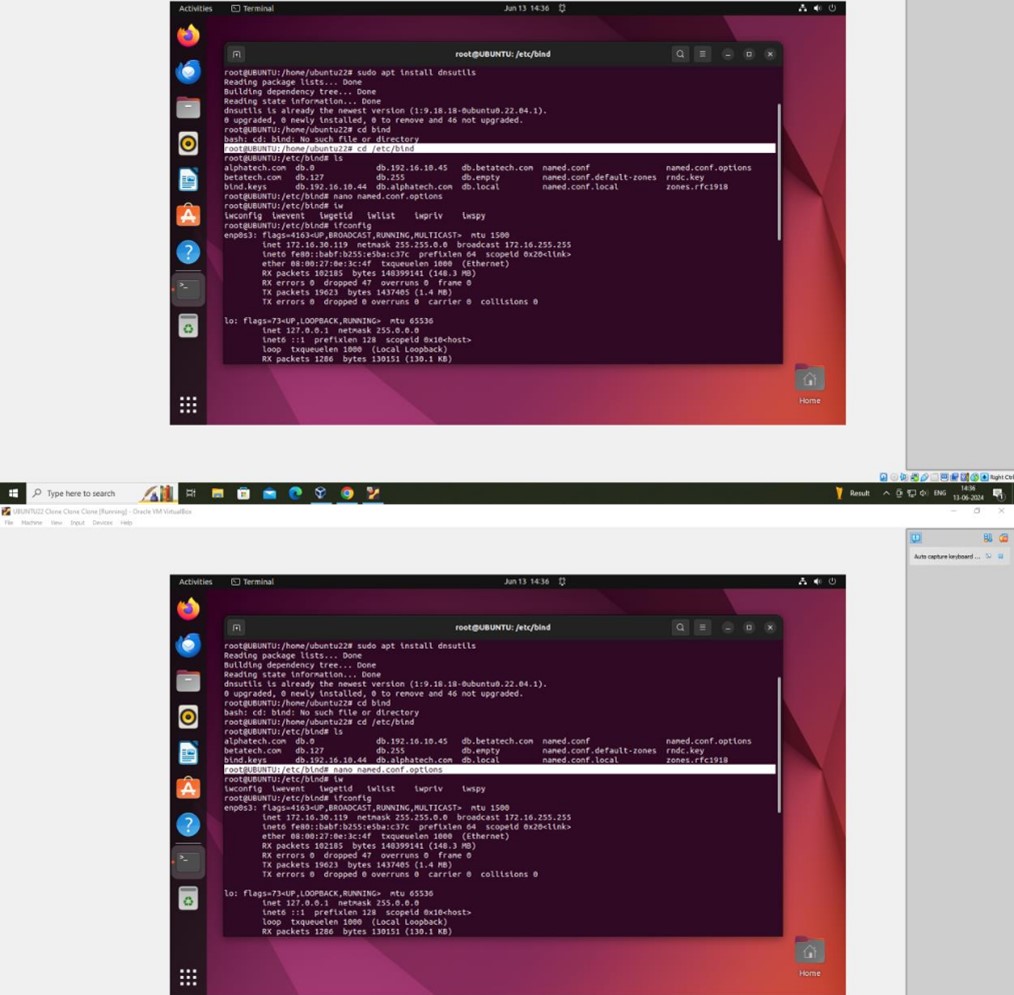 Activities Terminal Jun 13 14:36
root@UBUNTU: /etc/bind
root@UBUNTU:/home/ubuntu22# sudo apt install dnsutils
Reading package lists... Done
Building dependency tree... Done
Reading state information... Done
dnsutils is already the newest version (1:9.18.18-0ubuntu0.22.04.1).
0 upgraded, 0 newly installed, 0 to remove and 46 not upgraded.
root@UBUNTU:/home/ubuntu22# cd bind
bash: cd: bind: No such file or directory
root@UBUNTU:/home/ubuntu22# cd /etc/bind
root@UBUNTU:/etc/bind# ls
alphatech.com db.0 db.192.16.10.45 db.betatech.com named.conf named.conf.options
betatech.com db.127 db.255 db.empty named.conf.default-zones rndc.key
bind.keys db.192.16.10.44 db.alphatech.com db.local named.conf.local zones.rfc1918
root@UBUNTU:/etc/bind# nano named.conf.options
root@UBUNTU:/etc/bind# iw
iwconfig iwevent iwgetid iwlist iwpriv iwspy
root@UBUNTU:/etc/bind# ifconfig
enp0s3: flags=4163<UP,BROADCAST,RUNNING,MULTICAST> mtu 1500
inet 172.16.30.119 netmask 255.255.0.0 broadcast 172.16.255.255
inet6 fe80::babf:b255:e5ba:c37c prefixlen 64 scopeid 0x20<link>
ether 08:00:27:0e:3c:4f txqueuelen 1000 (Ethernet)
RX packets 102185 bytes 148399141 (148.3 MB)
RX errors 0 dropped 47 overruns 0 frame 0
TX packets 19623 bytes 1437405 (1.4 MB)
TX errors 0 dropped 0 overruns 0 carrier 0 collisions 0
lo: flags=73<UP,LOOPBACK,RUNNING> mtu 65536
inet 127.0.0.1 netmask 255.0.0.0
inet6 ::1 prefixlen 128 scopeid 0x10<host>
loop txqueuelen 1000 (Local Loopback)
RX packets 1286 bytes 130151 (130.1 KB)
Home
Right Ctrl
Type here to search Result ENG 14:36
13-06-2024
UBUNTU22 Clone Clone Clone [Running] - Oracle VM VirtualBox
File Machine View Input Devices Help
Auto capture keyboard ...
Activities Terminal Jun 13 14:36
root@UBUNTU: /etc/bind
root@UBUNTU:/home/ubuntu22# sudo apt install dnsutils
Reading package lists... Done
Building dependency tree... Done
Reading state information... Done
dnsutils is already the newest version (1:9.18.18-0ubuntu0.22.04.1).
0 upgraded, 0 newly installed, 0 to remove and 46 not upgraded.
root@UBUNTU:/home/ubuntu22# cd bind
bash: cd: bind: No such file or directory
root@UBUNTU:/home/ubuntu22# cd /etc/bind
root@UBUNTU:/etc/bind# ls
alphatech.com db.0 db.192.16.10.45 db.betatech.com named.conf named.conf.options
betatech.com db.127 db.255 db.empty named.conf.default-zones rndc.key
bind.keys db.192.16.10.44 db.alphatech.com db.local named.conf.local zones.rfc1918
root@UBUNTU:/etc/bind# nano named.conf.options
root@UBUNTU:/etc/bind# iw
iwconfig iwevent iwgetid iwlist iwpriv iwspy
root@UBUNTU:/etc/bind# ifconfig
enp0s3: flags=4163<UP,BROADCAST,RUNNING,MULTICAST> mtu 1500
inet 172.16.30.119 netmask 255.255.0.0 broadcast 172.16.255.255
inet6 fe80::babf:b255:e5ba:c37c prefixlen 64 scopeid 0x20<link>
ether 08:00:27:0e:3c:4f txqueuelen 1000 (Ethernet)
RX packets 102185 bytes 148399141 (148.3 MB)
RX errors 0 dropped 47 overruns 0 frame 0
TX packets 19623 bytes 1437405 (1.4 MB)
TX errors 0 dropped 0 overruns 0 carrier 0 collisions 0
lo: flags=73<UP,LOOPBACK,RUNNING> mtu 65536
inet 127.0.0.1 netmask 255.0.0.0
inet6 ::1 prefixlen 128 scopeid 0x10<host>
loop txqueuelen 1000 (Local Loopback)
RX packets 1286 bytes 130151 (130.1 KB)
Home